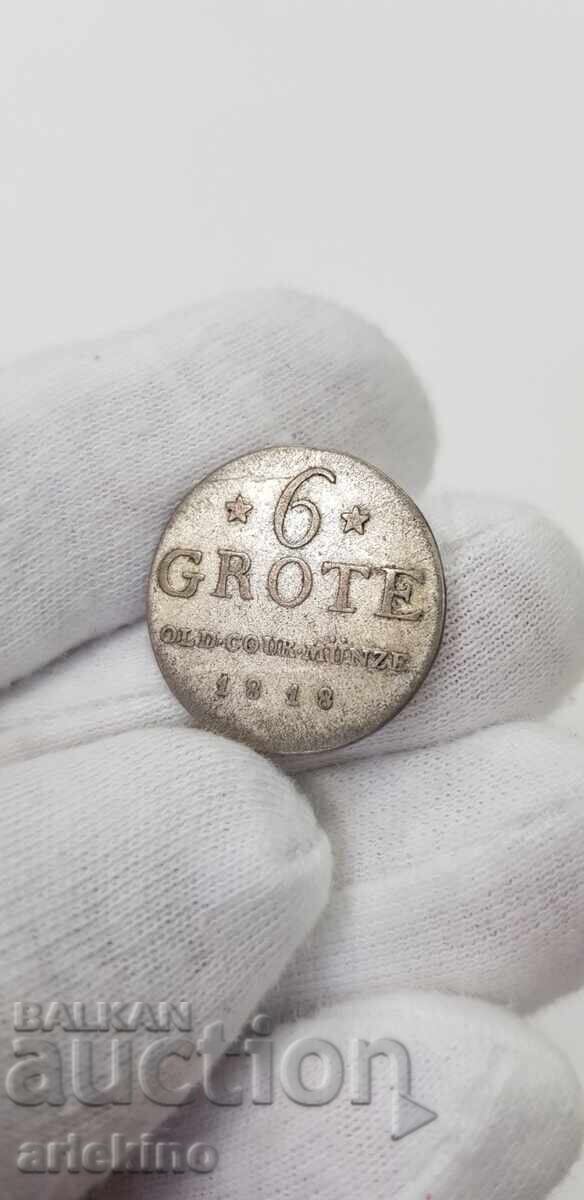 6
GROTE
OLD·COUR·MÜNZE
1818
BALKAN
auction
artekino